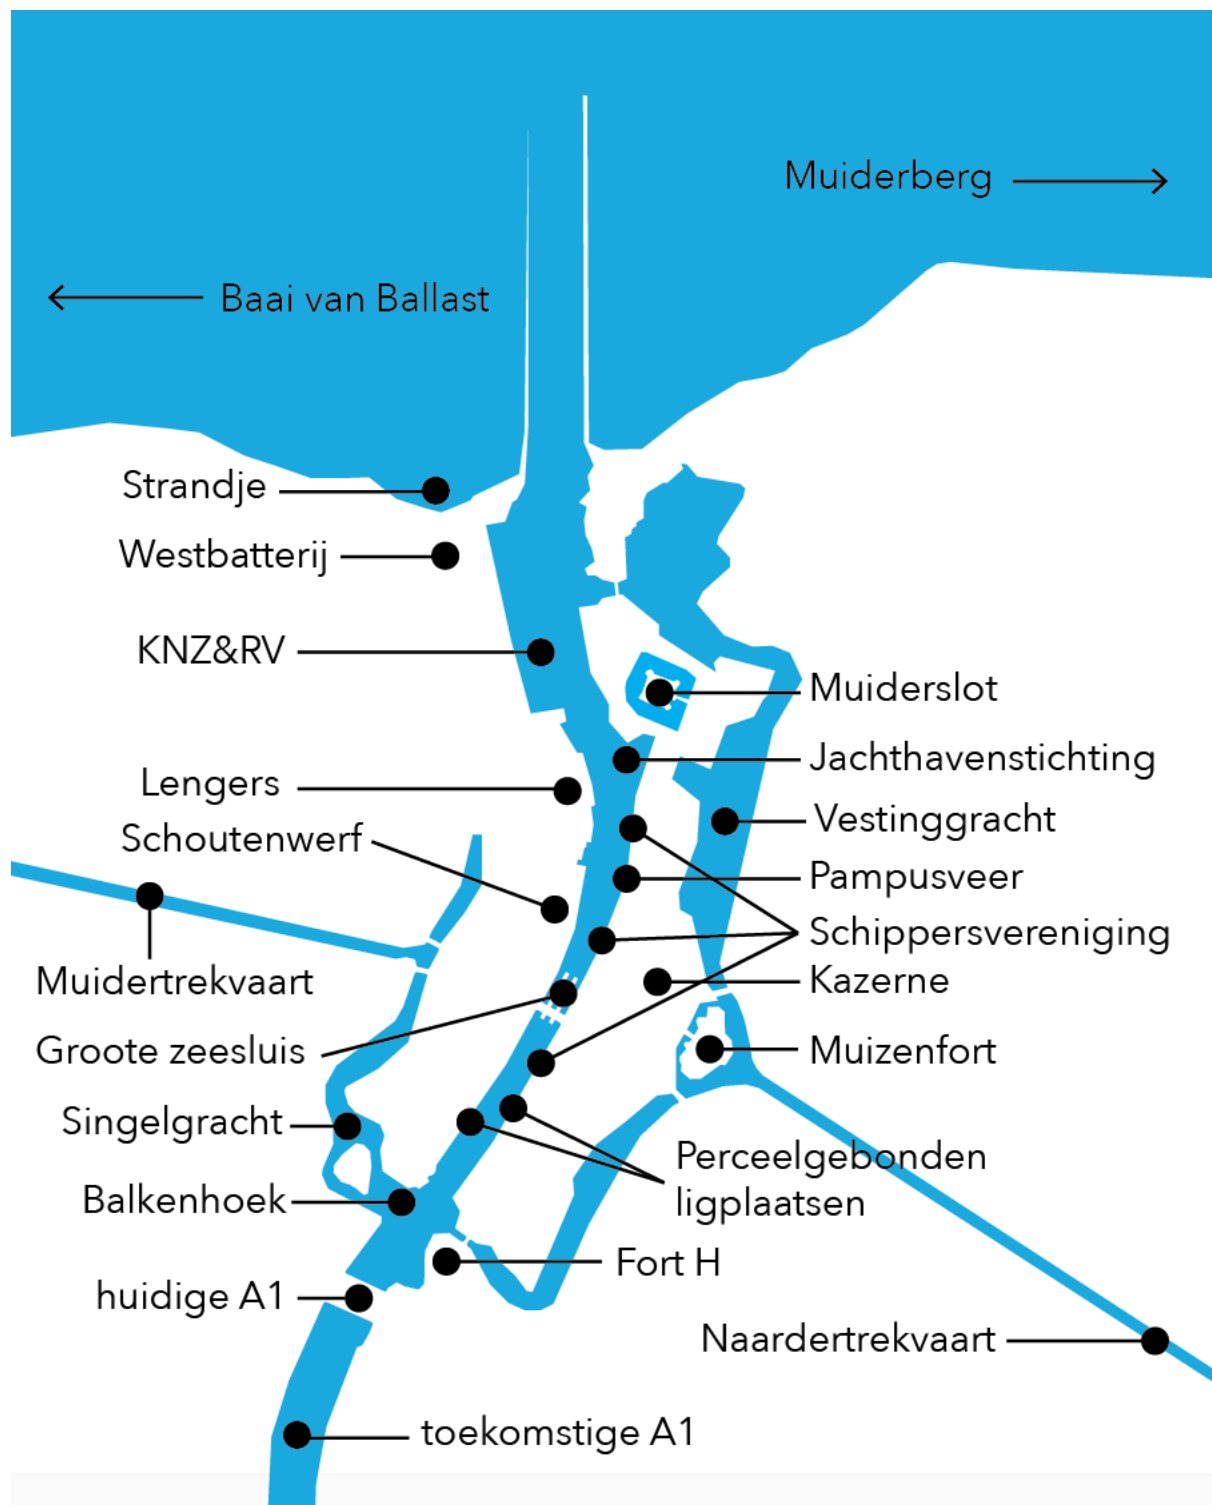 Muiderberg
Baai van Ballast
Strandje
Westbatterij
KNZ&RV
Muiderslot
Jachthavenstichting
Lengers
Vestinggracht
Schoutenwerf
Pampusveer
Schippersvereniging
Muidertrekvaart
Kazerne
Groote zeesluis
Muizenfort
Singelgracht
Perceelgebonden
ligplaatsen
Balkenhoek
Fort H
huidige A1
Naardertrekvaart
toekomstige A1